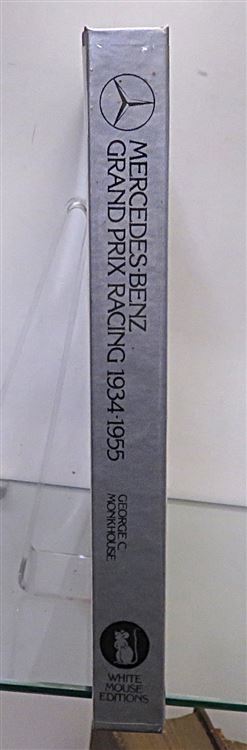 MERCEDES-BENZ
GRAND PRIX RACING 1934-1955
GEORGE C.
MONKHOUSE
WHITE
MOUSE
EDITIONS